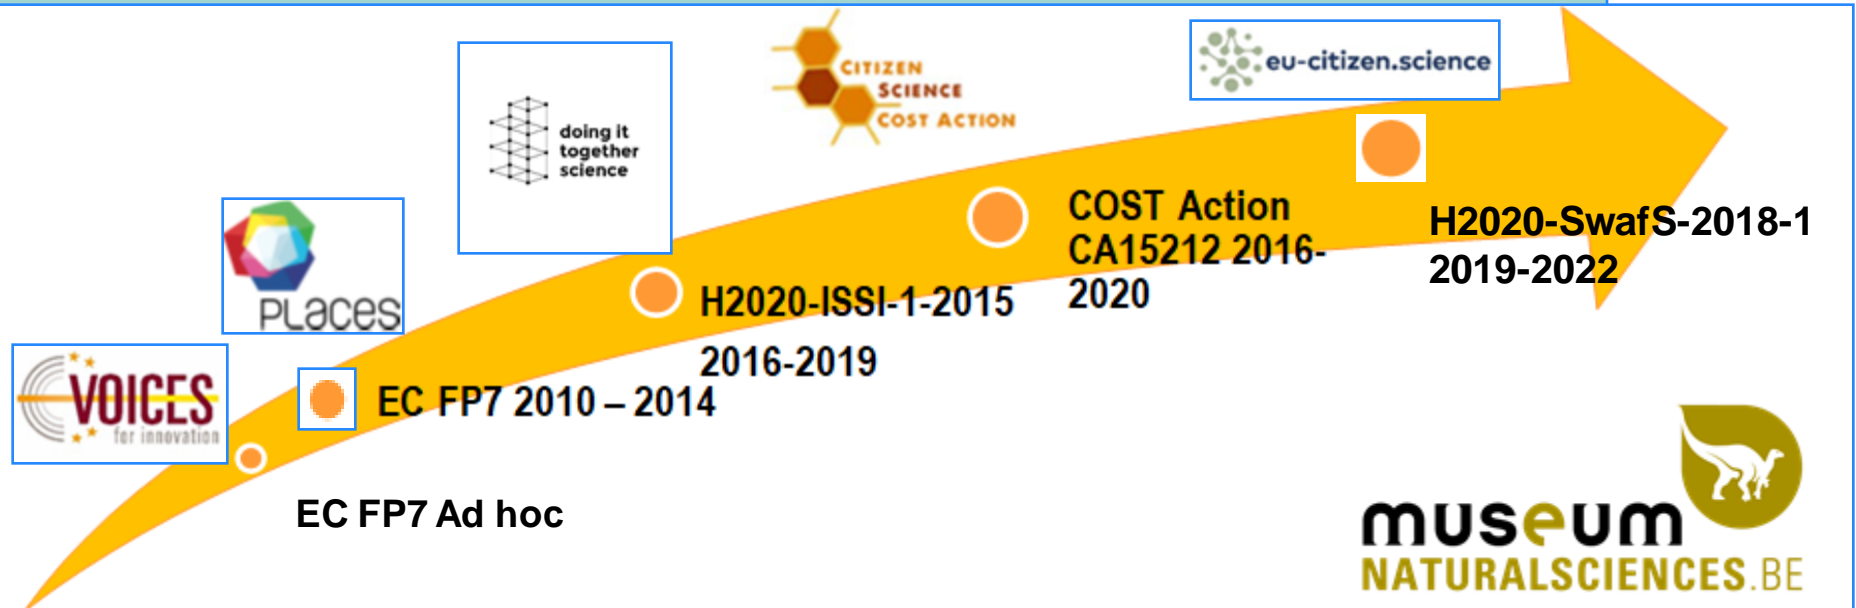 VOICES
for innovation
EC FP7 Ad hoc
PLaces
EC FP7 2010 – 2014
doing it
together
science
H2020-ISSI-1-2015
2016-2019
CITIZEN
SCIENCE
COST ACTION
COST Action
CA15212 2016-
2020
eu-citizen.science
H2020-SwafS-2018-1
2019-2022
museum
NATURALSCIENCES.BE